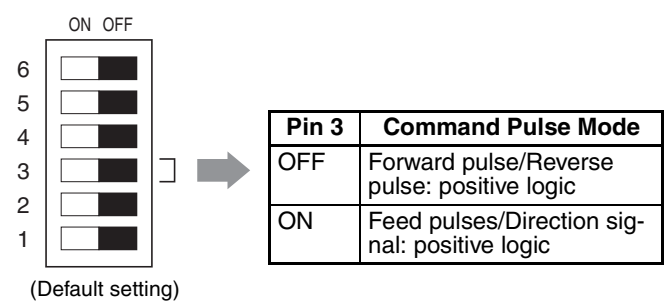 ON OFF
6
5
4
3
2
1
(Default setting)
Pin 3 Command Pulse Mode
OFF Forward pulse/Reverse
pulse: positive logic
ON Feed pulses/Direction sig-
nal: positive logic